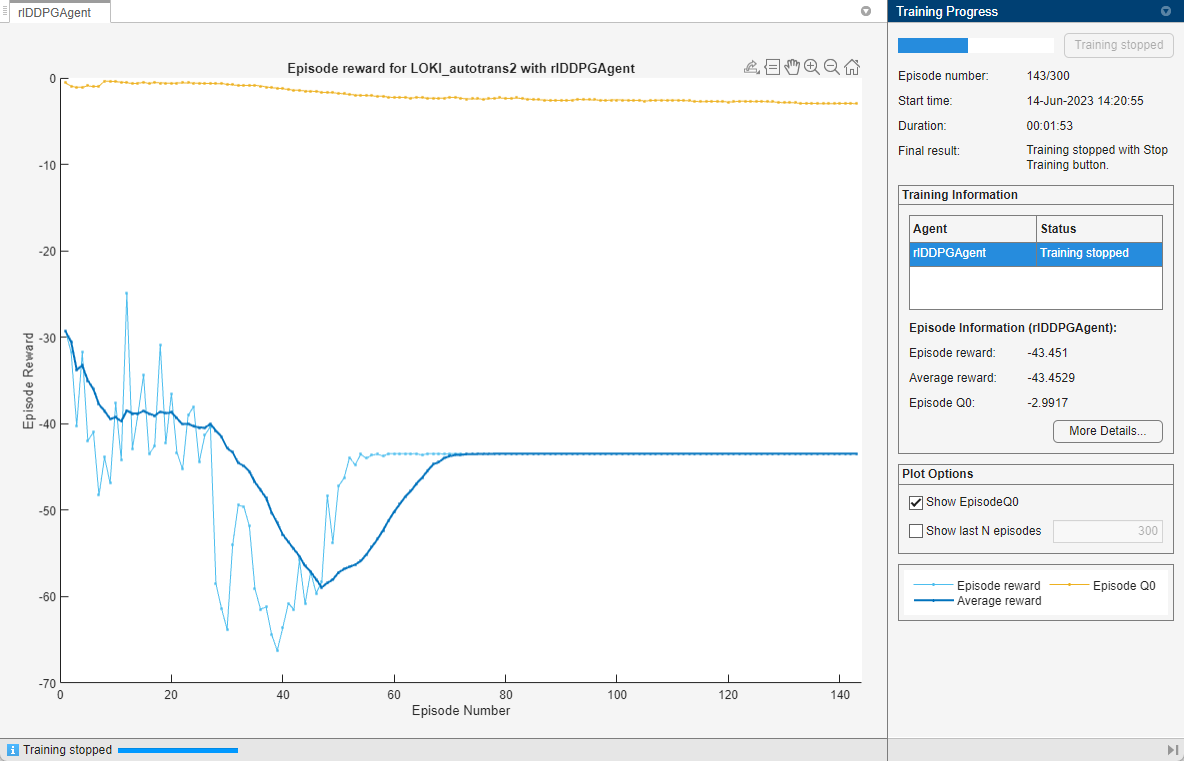 rlDDPGAgent
Episode reward for LOKI_autotrans2 with rlDDPGAgent
0
-10
-20
-30
-40
-50
-60
-70
Episode Reward
0 20 40 60 80 100 120 140
Episode Number
Training stopped
Training Progress
Training stopped
Episode number: 143/300
Start time: 14-Jun-2023 14:20:55
Duration: 00:01:53
Final result: Training stopped with Stop
Training button.
Training Information
Agent Status
rlDDPGAgent Training stopped
Episode Information (rlDDPGAgent):
Episode reward: -43.451
Average reward: -43.4529
Episode Q0: -2.9917
More Details...
Plot Options
Show EpisodeQ0
Show last N episodes 300
Episode reward Episode Q0
Average reward